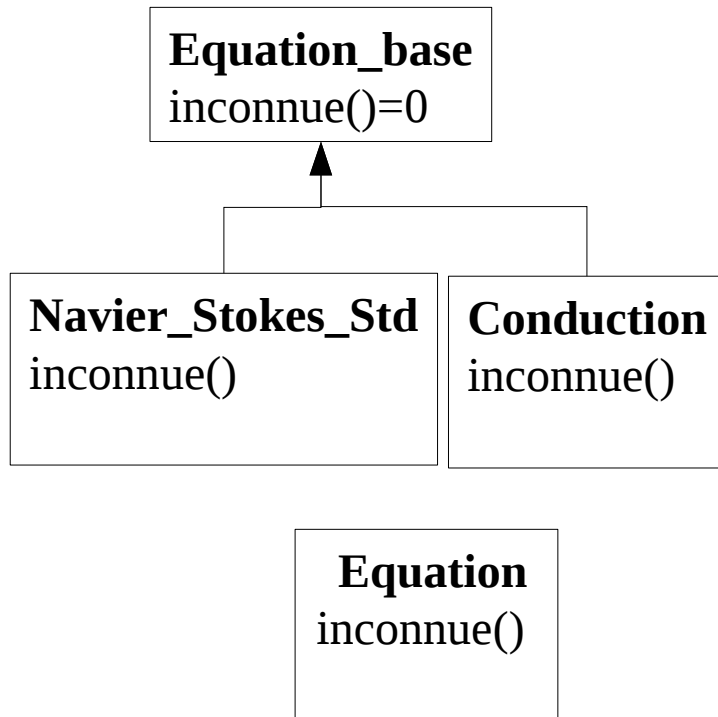 Equation_base
inconnue()=0
Navier_Stokes_Std
inconnue()
Conduction
inconnue()
Equation
inconnue()